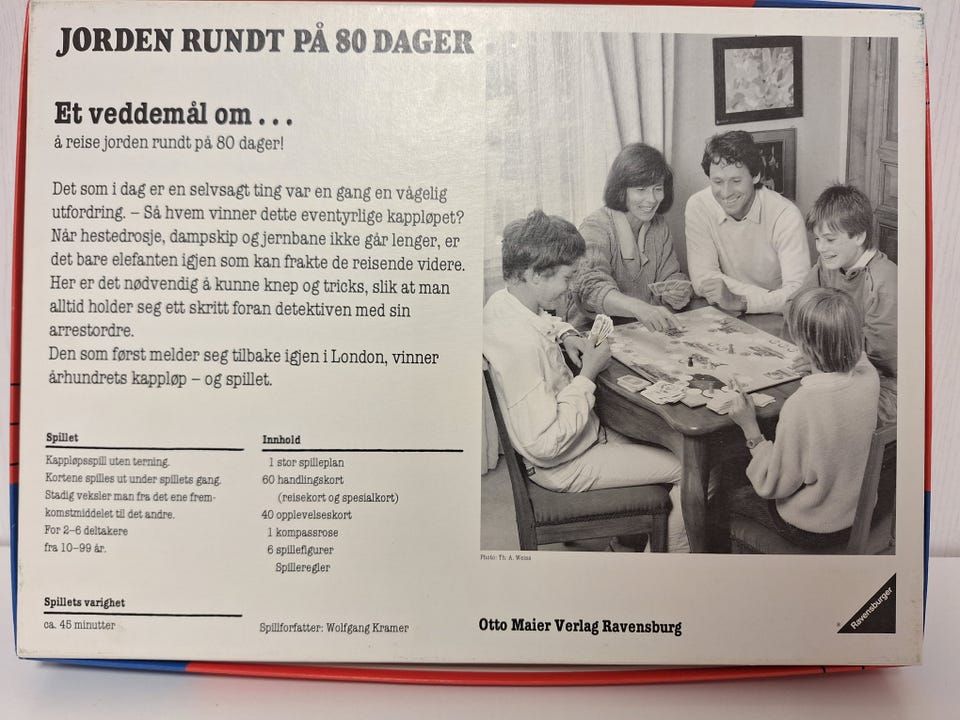 JORDEN RUNDT PÅ 80 DAGER
Et veddemål om . . .
å reise jorden rundt på 80 dager!
Det som i dag er en selvsagt ting var en gang en vågelig
utfordring. – Så hvem vinner dette eventyrlige kappløpet?
Når hestedrosje, dampskip og jernbane ikke går lenger, er
det bare elefanten igjen som kan frakte de reisende videre.
Her er det nødvendig å kunne knep og tricks, slik at man
alltid holder seg ett skritt foran detektiven med sin
arrestordre.
Den som først melder seg tilbake igjen i London, vinner
århundrets kappløp – og spillet.
Spillet
Kappløpsspill uten terning.
Kortene spilles ut under spillets gang.
Stadig veksler man fra det ene frem-
komstmiddelet til det andre.
For 2–6 deltakere
fra 10–99 år.
Spillets varighet
ca. 45 minutter
Innhold
1 stor spilleplan
60 handlingskort
(reisekort og spesialkort)
40 opplevelseskort
1 kompassrose
6 spillefigurer
Spilleregler
Spillforfatter: Wolfgang Kramer
Photo: Th. A. Weiss
Otto Maier Verlag Ravensburg
® Ravensburger